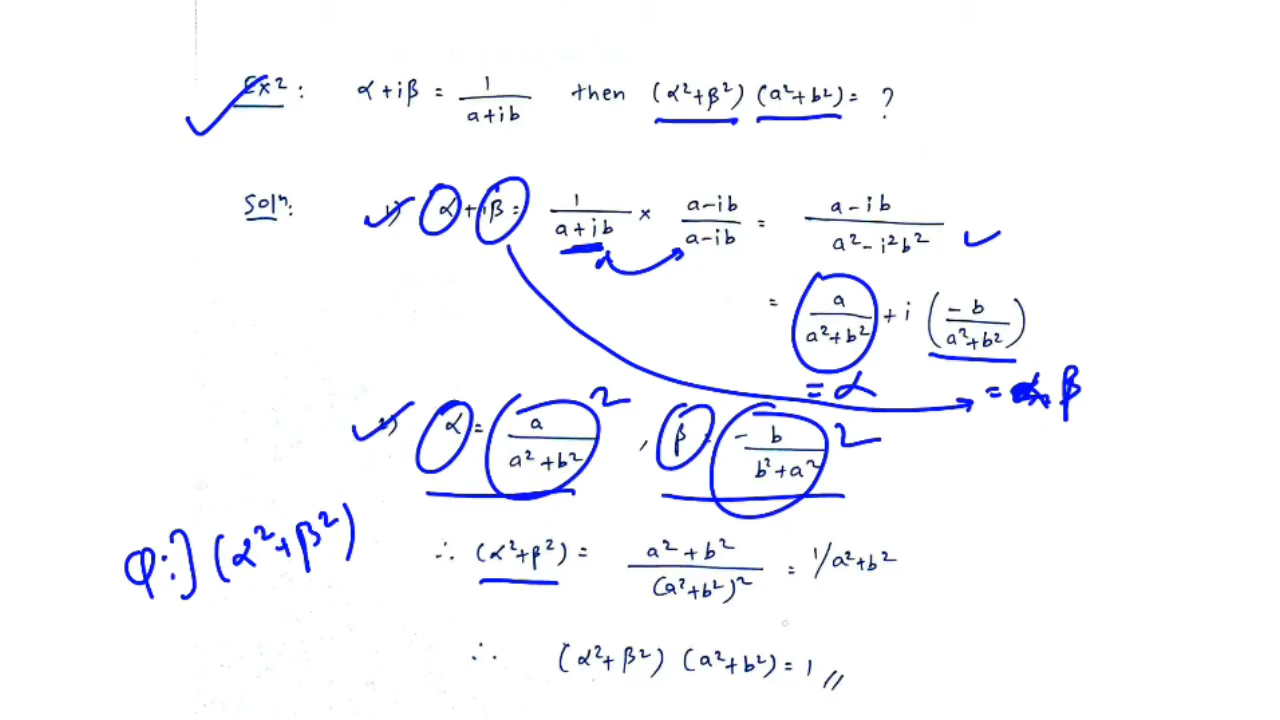 Ex2: α+iβ = 1/(a+ib) then (α²+β²) (a²+b²) = ?
Solⁿ: 1) α+iβ = 1/(a+ib) × (a-ib)/(a-ib) = (a-ib)/(a²-i²b²)
= a/(a²+b²) + i (-b/(a²+b²))
= α = β
α = (a/(a²+b²))² , β = (-b/(b²+a²))²
Q:] (α²+β²)
∴ (α²+β²) = (a²+b²)/(a²+b²)² = 1/a²+b²
∴ (α²+β²) (a²+b²) = 1 //